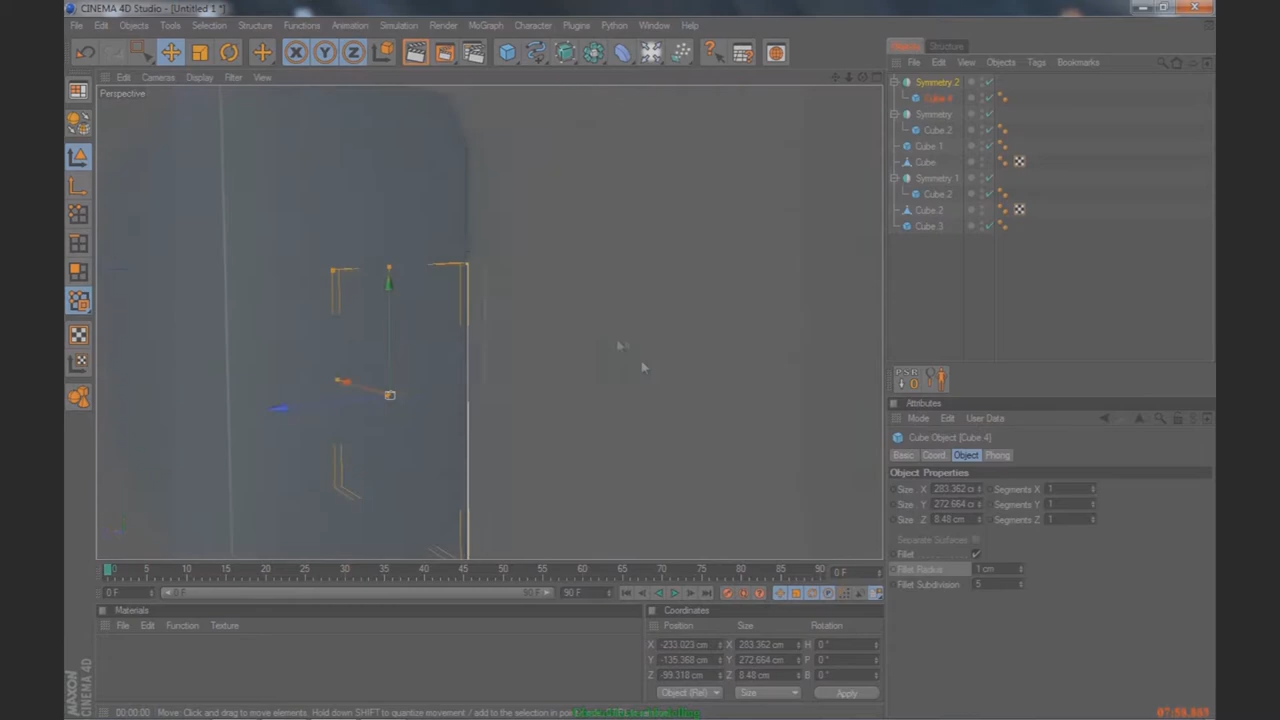 CINEMA 4D Studio - [Untitled 1 *]
File Edit Objects Tools Selection Structure Functions Animation Simulation Render MoGraph Character Plugins Python Window Help
Structure
Edit Cameras Display Filter View
File Edit View Objects Tags Bookmarks
Perspective
Symmetry 2
Cube 4
Symmetry
Cube.2
Cube 1
Cube
Symmetry 1
Cube.2
Cube.2
Cube 3
P S R
0
Attributes
Mode Edit User Data
Cube Object [Cube 4]
Basic Coord. Object Phong
Object Properties
Size . X 283.362 c Segments X 1
Size . Y 272.664 c Segments Y 1
Size . Z 8.48 cm Segments Z 1
Separate Surfaces
Fillet
Fillet Radius 1 cm
Fillet Subdivision 5
0 5 10 15 20 25 30 35 40 45 50 55 60 65 70 75 80 85 90 0 F
0 F 0 F 90 F 90 F
Materials
File Edit Function Texture
Coordinates
Position Size Rotation
X -233.023 cm X 283.362 cm H 0 °
Y -135.368 cm Y 272.664 cm P 0 °
Z -99.318 cm Z 8.48 cm B 0 °
Object (Rel) Size Apply
MAXON
CINEMA 4D
00:00:00 Move: Click and drag to move elements. Hold down SHIFT to quantize movement / add to the selection in